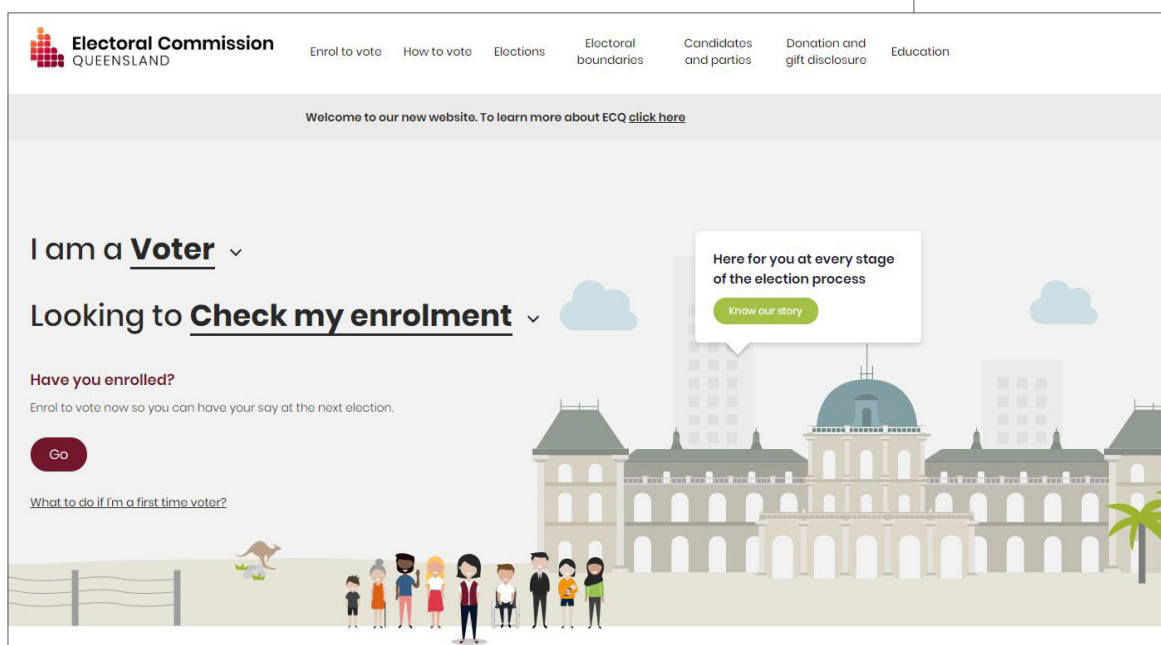 Electoral Commission
QUEENSLAND
Enrol to vote
How to vote
Elections
Electoral
boundaries
Candidates
and parties
Donation and
gift disclosure
Education
Welcome to our new website. To learn more about ECQ click here
I am a Voter
Looking to Check my enrolment
Have you enrolled?
Enrol to vote now so you can have your say at the next election.
Go
What to do if I'm a first time voter?
Here for you at every stage
of the election process
Know our story